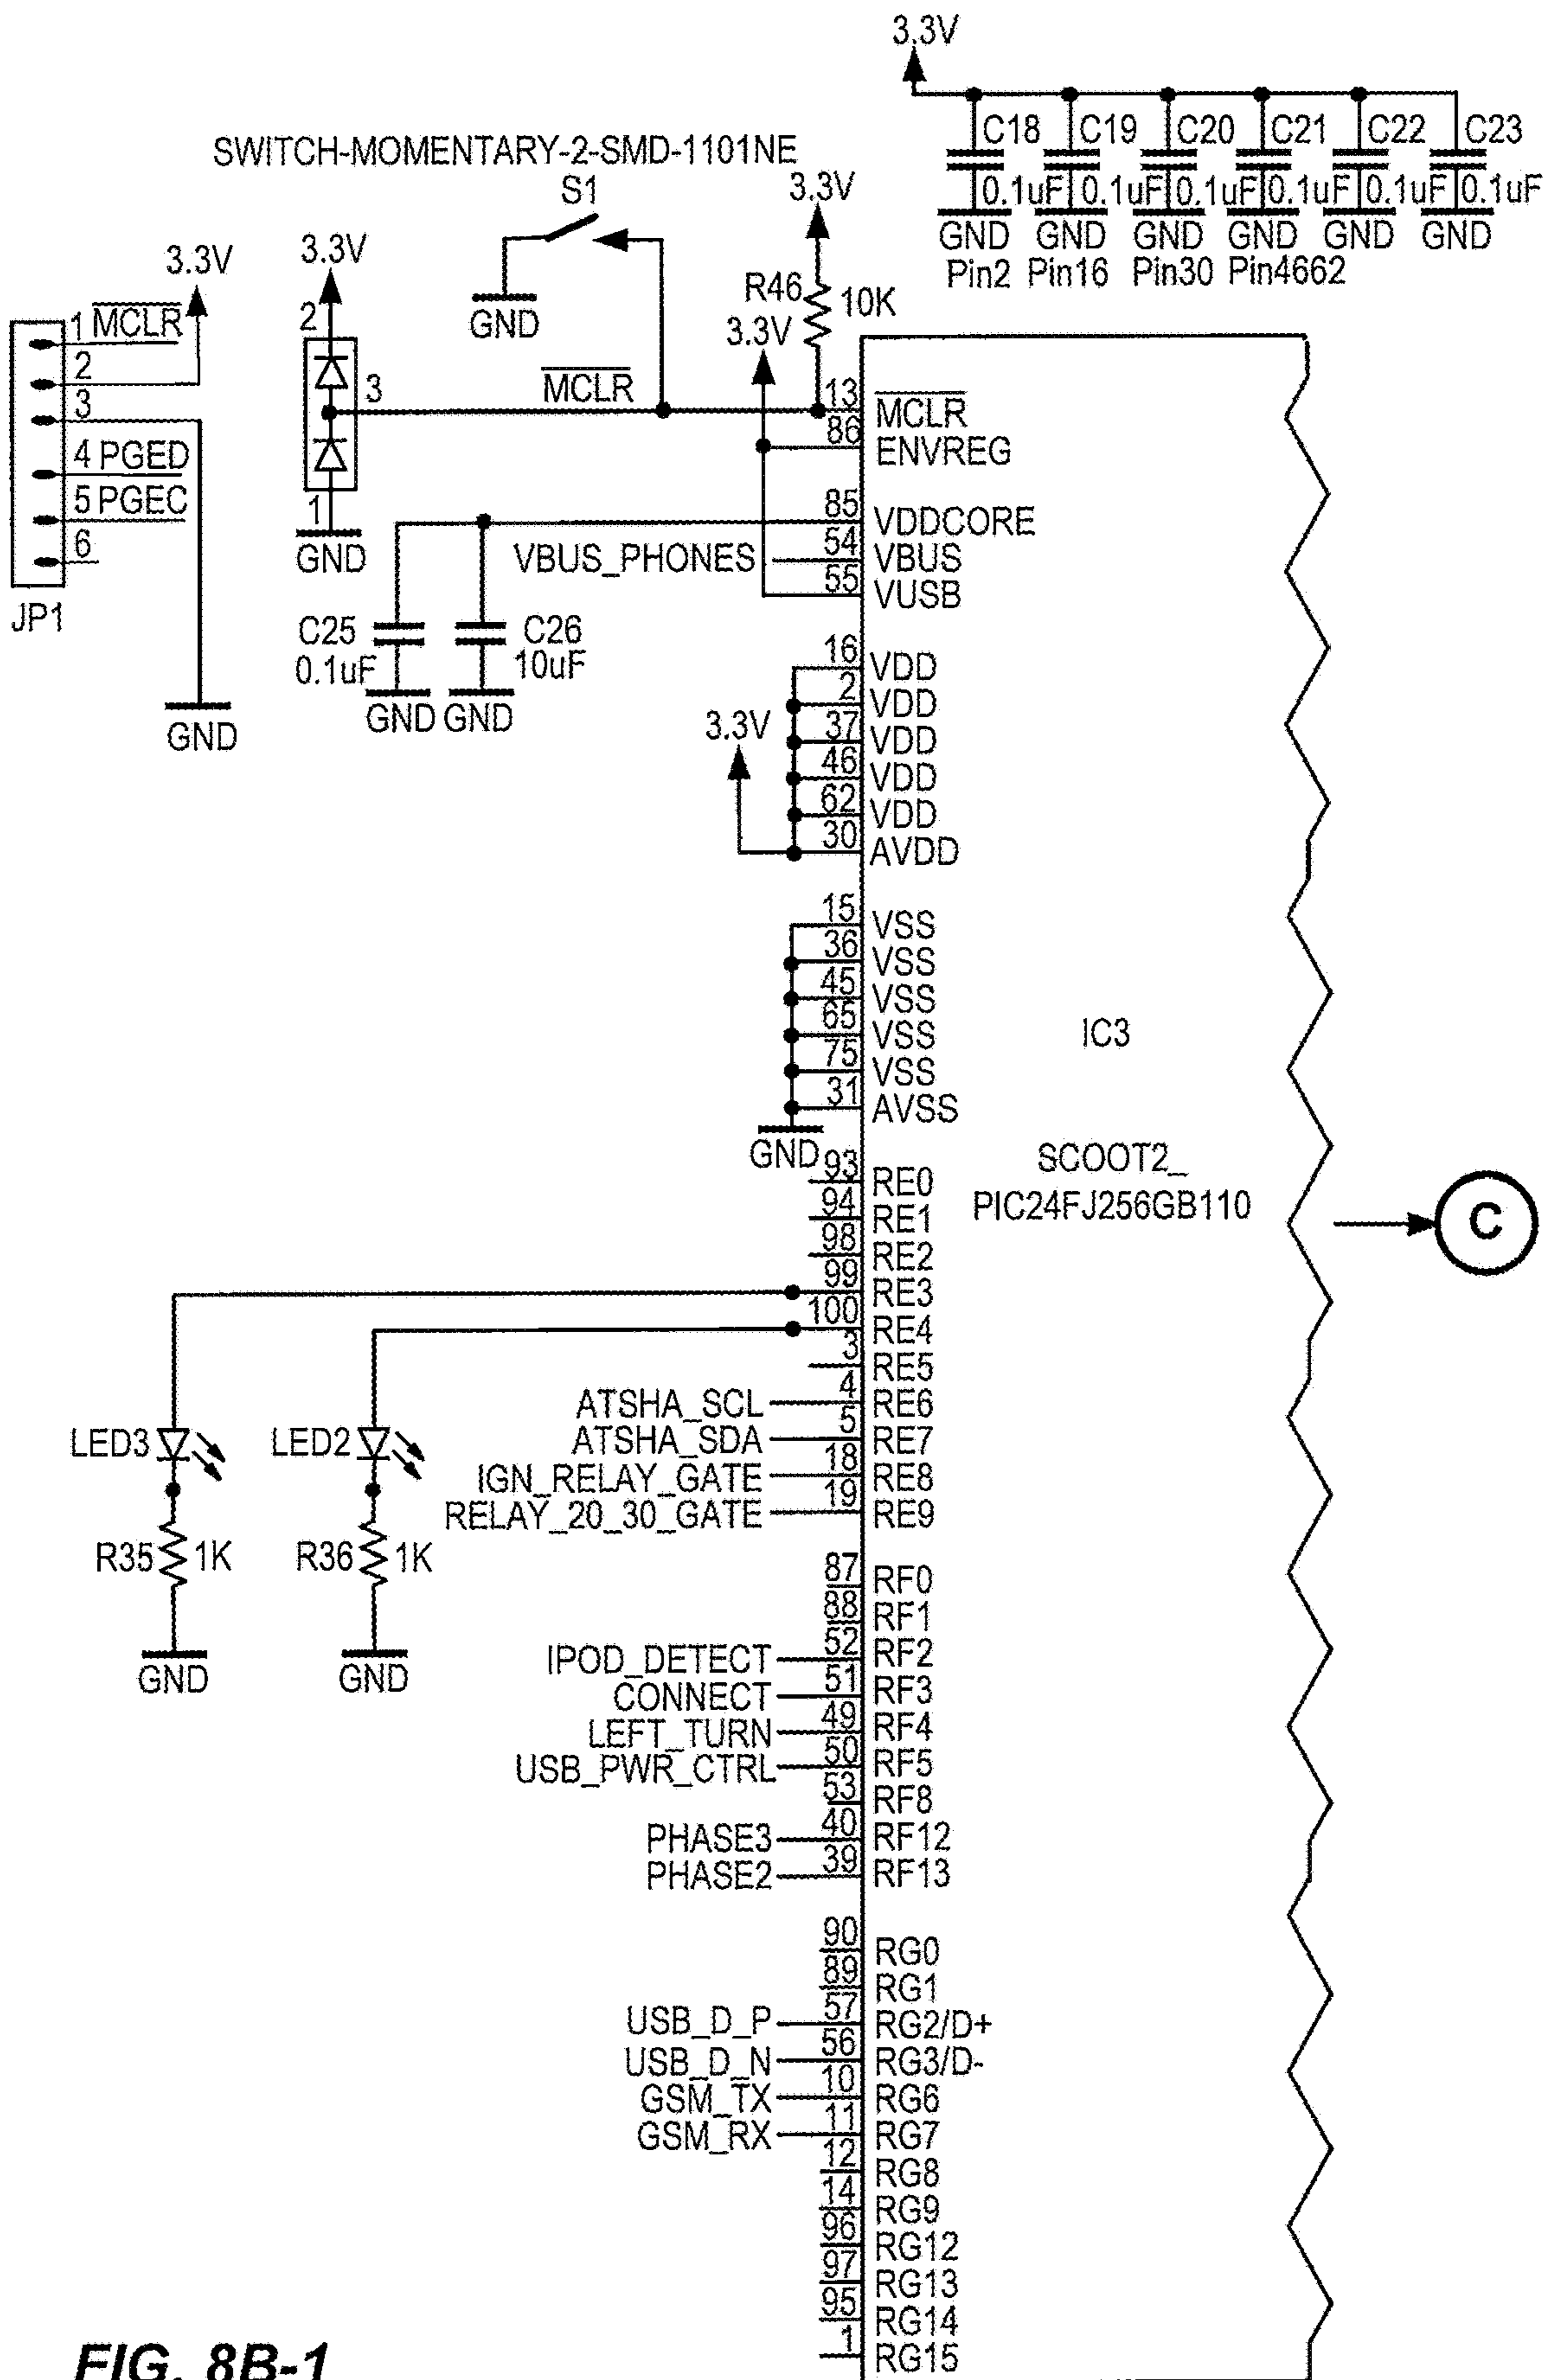 3.3V
C18 C19 C20 C21 C22 C23
0.1uF 0.1uF 0.1uF 0.1uF 0.1uF 0.1uF
GND GND GND GND GND GND
Pin2 Pin16 Pin30 Pin4662
SWITCH-MOMENTARY-2-SMD-1101NE
S1
GND
3.3V
R46 10K
3.3V
3.3V
1 MCLR
2
3
4 PGED
5 PGEC
6
JP1
GND
3.3V
2
3
1
GND
MCLR
C25
0.1uF
GND
C26
10uF
GND
VBUS_PHONES
13 MCLR
86 ENVREG
85 VDDCORE
54 VBUS
55 VUSB
3.3V
16 VDD
2 VDD
37 VDD
46 VDD
62 VDD
30 AVDD
15 VSS
36 VSS
45 VSS
65 VSS
75 VSS
31 AVSS
GND
IC3
SCOOT2_
PIC24FJ256GB110
C
93 RE0
94 RE1
98 RE2
99 RE3
100 RE4
3 RE5
ATSHA_SCL 4 RE6
ATSHA_SDA 5 RE7
IGN_RELAY_GATE 18 RE8
RELAY_20_30_GATE 19 RE9
LED3
R35 1K
GND
LED2
R36 1K
GND
87 RF0
88 RF1
IPOD_DETECT 52 RF2
CONNECT 51 RF3
LEFT_TURN 49 RF4
USB_PWR_CTRL 50 RF5
53 RF8
PHASE3 40 RF12
PHASE2 39 RF13
90 RG0
89 RG1
USB_D_P 57 RG2/D+
USB_D_N 56 RG3/D-
GSM_TX 10 RG6
GSM_RX 11 RG7
12 RG8
14 RG9
96 RG12
97 RG13
95 RG14
1 RG15
FIG. 8B-1